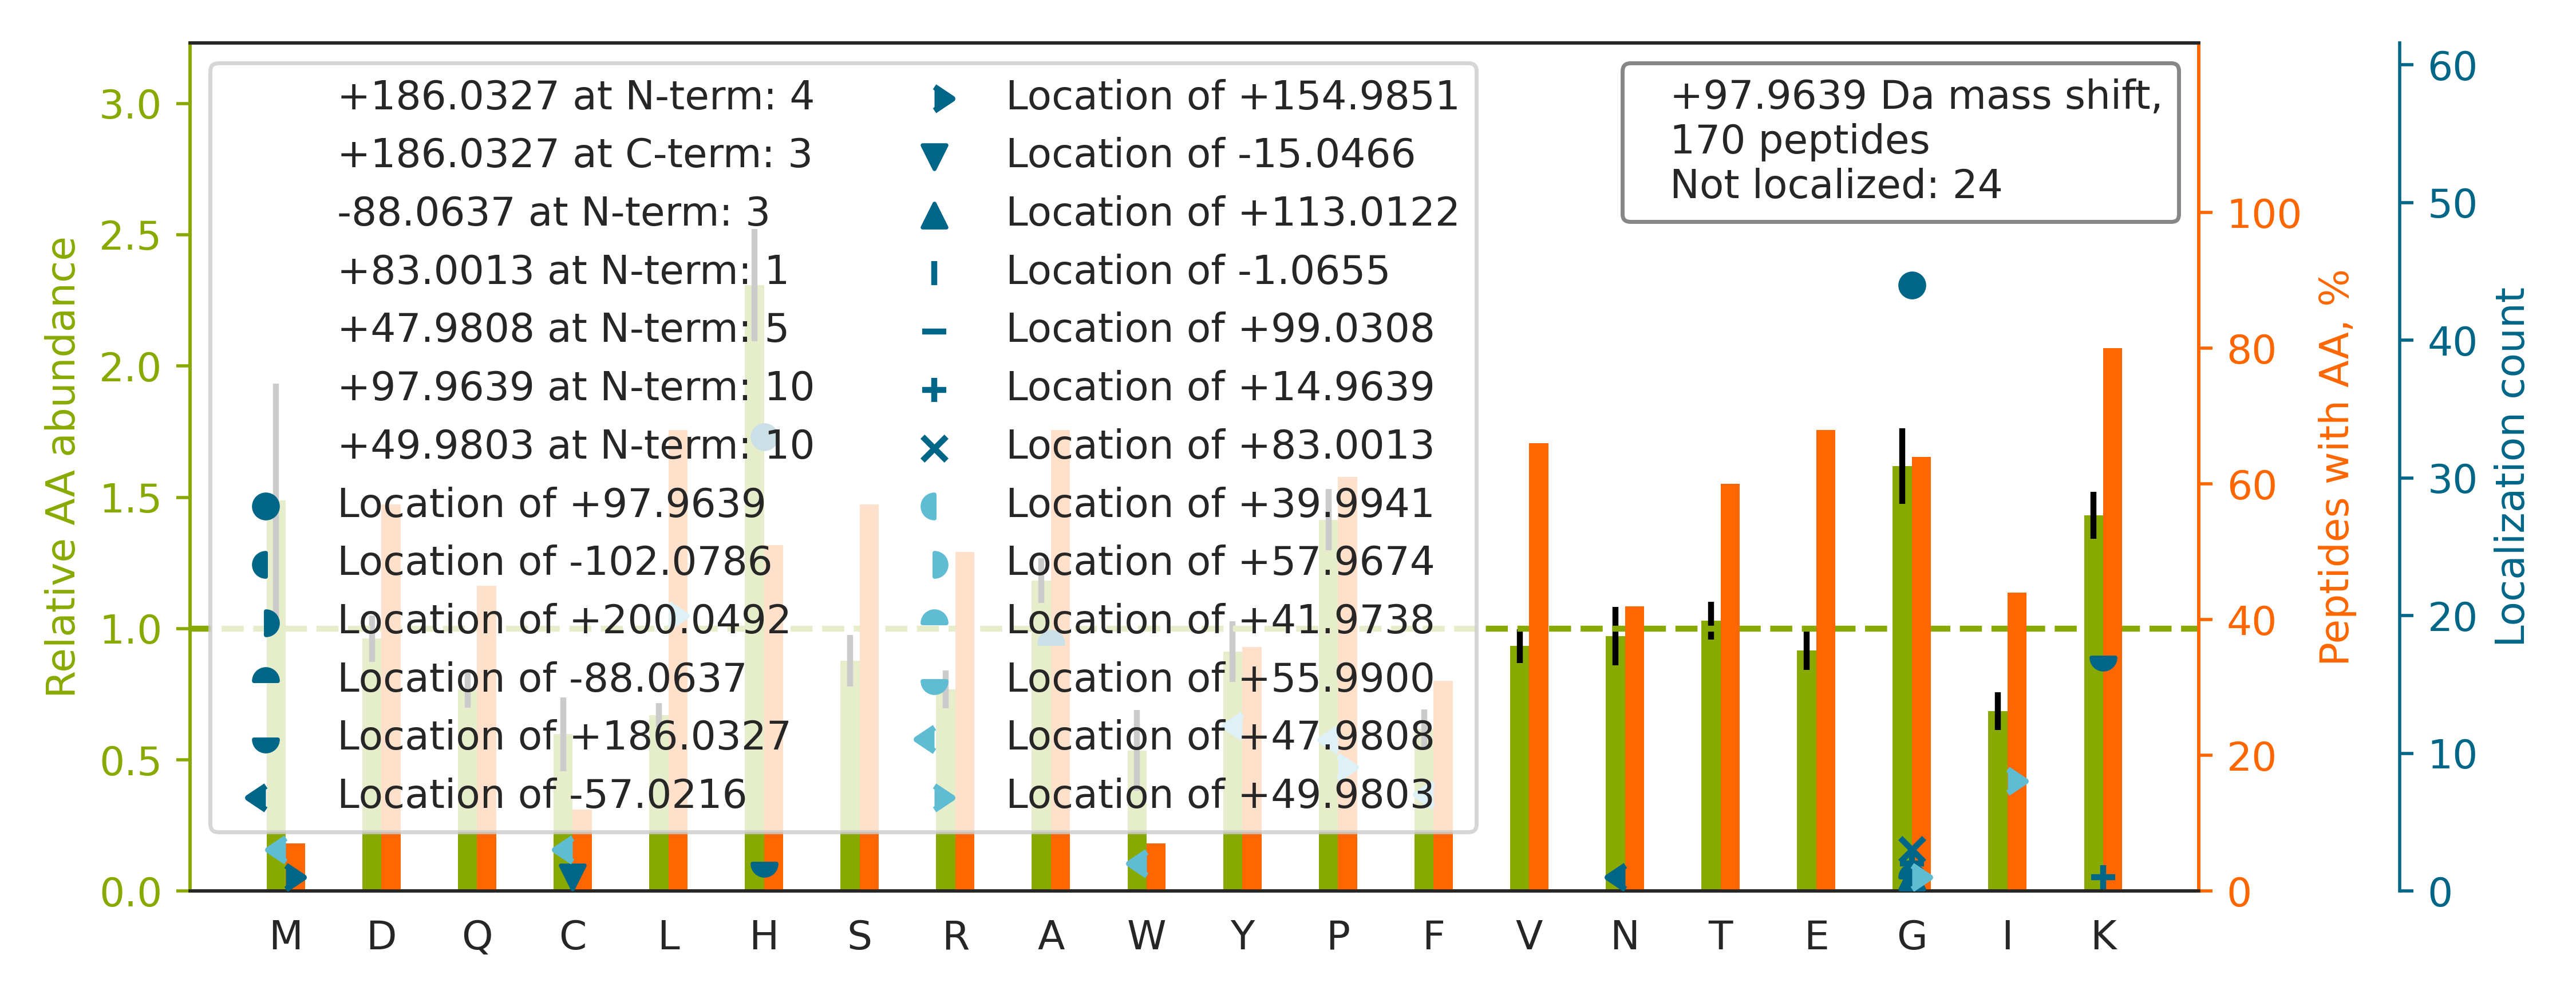 +186.0327 at N-term: 4
+186.0327 at C-term: 3
-88.0637 at N-term: 3
+83.0013 at N-term: 1
+47.9808 at N-term: 5
+97.9639 at N-term: 10
+49.9803 at N-term: 10
Location of +97.9639
Location of -102.0786
Location of +200.0492
Location of -88.0637
Location of +186.0327
Location of -57.0216
Location of +154.9851
Location of -15.0466
Location of +113.0122
Location of -1.0655
Location of +99.0308
Location of +14.9639
Location of +83.0013
Location of +39.9941
Location of +57.9674
Location of +41.9738
Location of +55.9900
Location of +47.9808
Location of +49.9803
+97.9639 Da mass shift,
170 peptides
Not localized: 24
Relative AA abundance
3.0
2.5
2.0
1.5
1.0
0.5
0.0
M D Q C L H S R A W Y P F V N T E G I K
100
80
60
40
20
0
Peptides with AA, %
60
50
40
30
20
10
0
Localization count